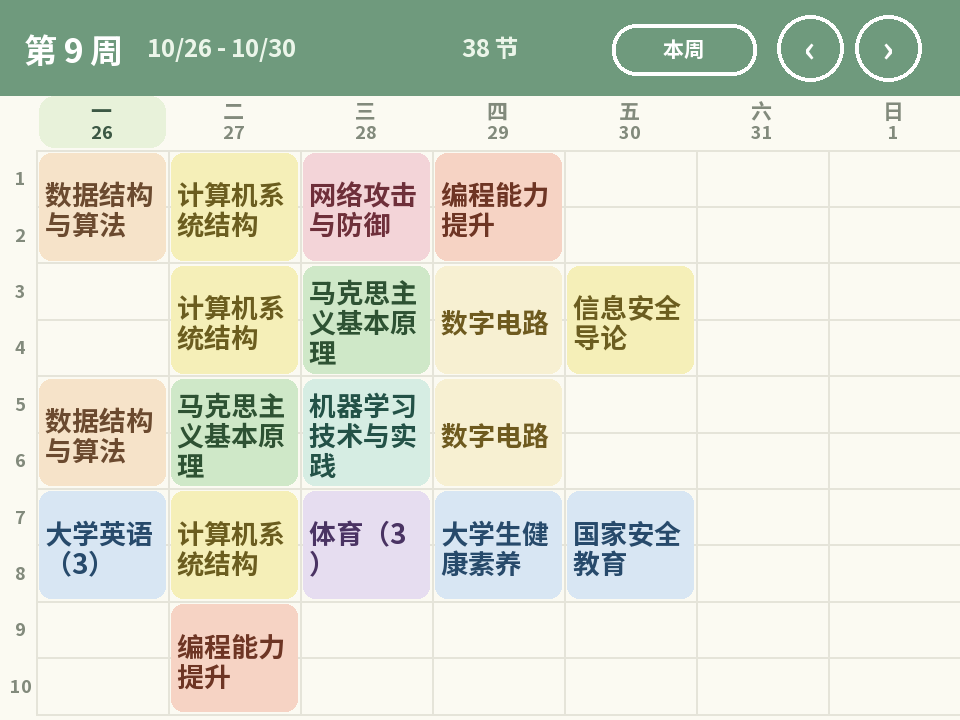 第 9 周 10/26 - 10/30 38 节 本周 ‹ ›
一 二 三 四 五 六 日
26 27 28 29 30 31 1
1
2
数据结构
与算法
计算机系
统结构
网络攻击
与防御
编程能力
提升
3
4
计算机系
统结构
马克思主
义基本原
理
数字电路
信息安全
导论
5
6
数据结构
与算法
马克思主
义基本原
理
机器学习
技术与实
践
数字电路
7
8
大学英语
（3）
计算机系
统结构
体育（3
）
大学生健
康素养
国家安全
教育
9
10
编程能力
提升